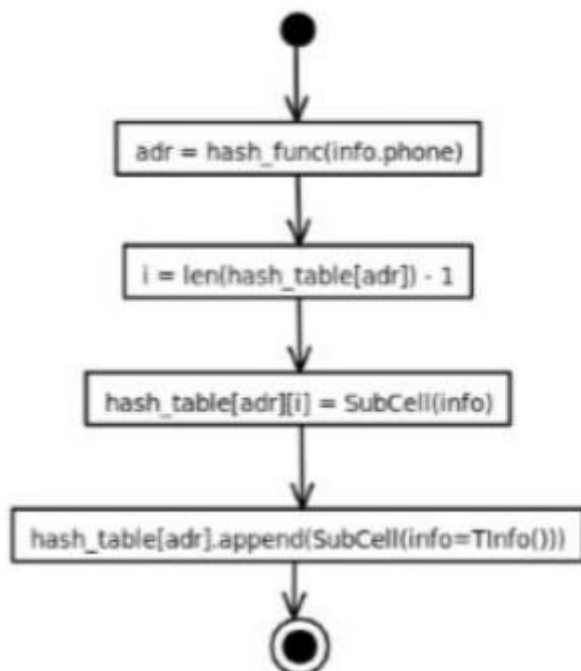 adr = hash_func(info.phone)
i = len(hash_table[adr]) - 1
hash_table[adr][i] = SubCell(info)
hash_table[adr].append(SubCell(info=TInfo()))